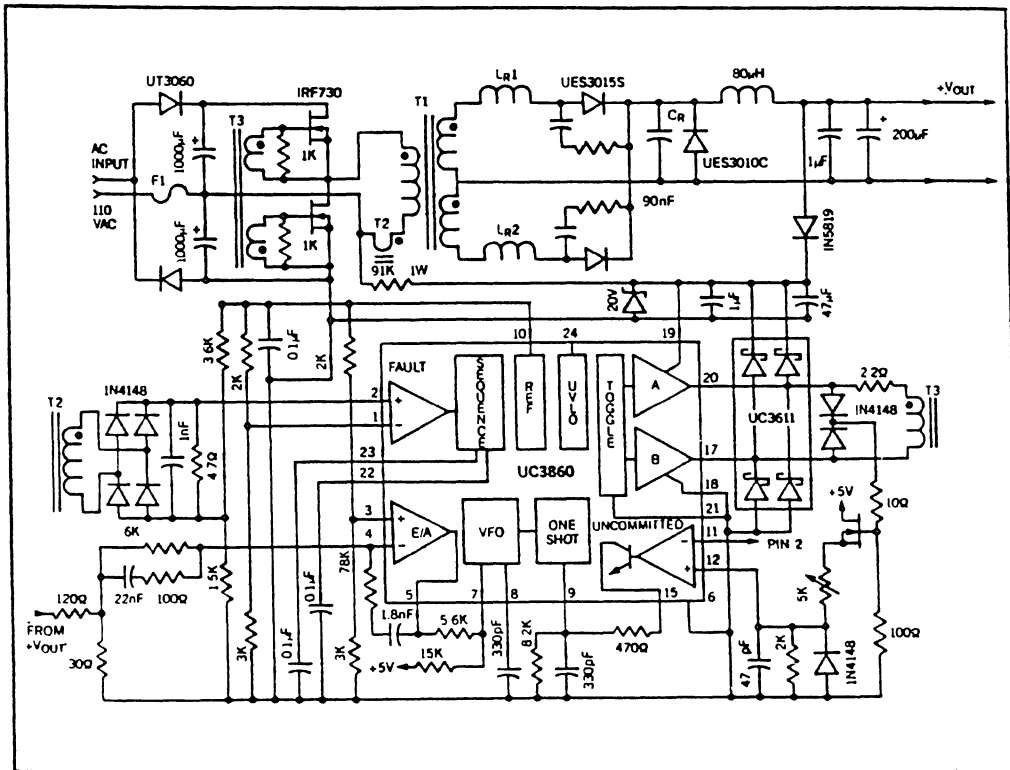 UT3060
IRF730
LR1
UES3015S
80µH
+VOUT
T1
CR
T3
1K
AC
INPUT
1000µF
+
+
200µF
1µF
UES3010C
F1
110
VAC
T2
90nF
1K
1000µF
LR2
1N5819
91K
1W
20V
1µF
47µF
10
24
19
3.6K
2K
0.1µF
2K
FAULT
SEQUENCE
REF
UVLO
TOGGLE
A
20
2.2Ω
T3
1N4148
T2
1N4148
2
+
1
-
1nF
47Ω
UC3611
B
17
23
22
UC3860
18
21
+5V
10Ω
6K
3
+
E/A
4
-
VFO
ONE
SHOT
UNCOMMITTED
-
11
PIN 2
+
12
78K
22nF
100Ω
1.5K
0.1µF
5
7
8
9
15
6
5K
120Ω
1.8nF
5.6K
330pF
8.2K
470Ω
100Ω
FROM
+VOUT
30Ω
3K
0.1µF
3K
+5V
15K
330pF
47
pF
2K
1N4148